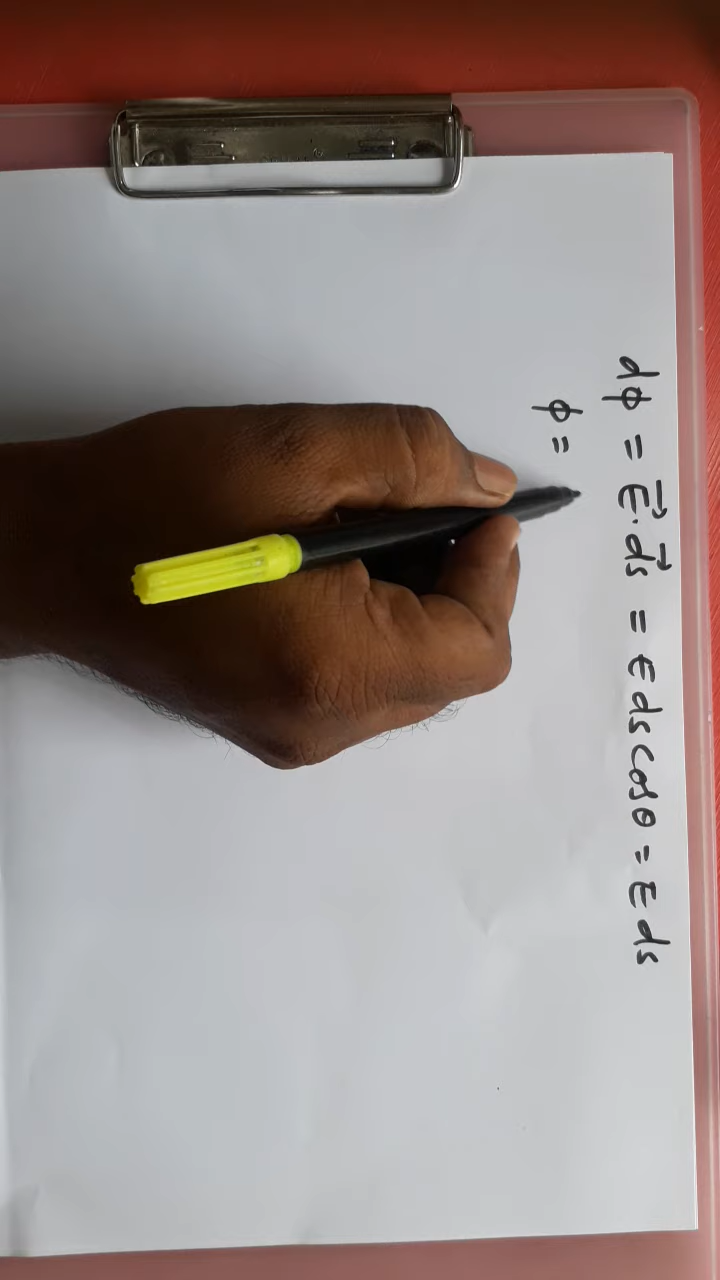 dϕ = E⃗.ds⃗ = E ds cosθ = E ds
ϕ =